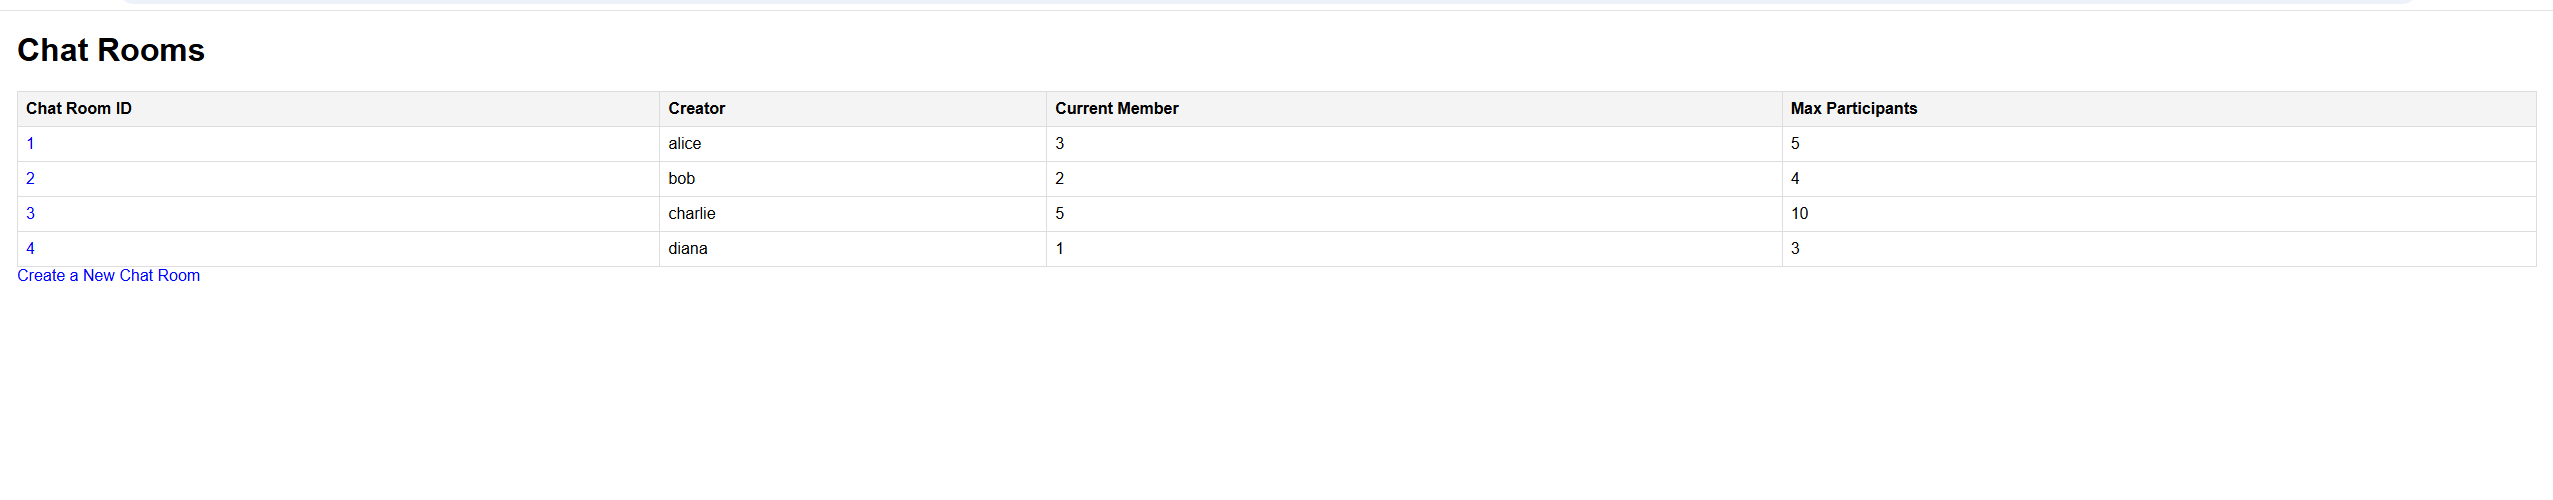 Chat Rooms
Chat Room ID Creator Current Member Max Participants
1 alice 3 5
2 bob 2 4
3 charlie 5 10
4 diana 1 3
Create a New Chat Room